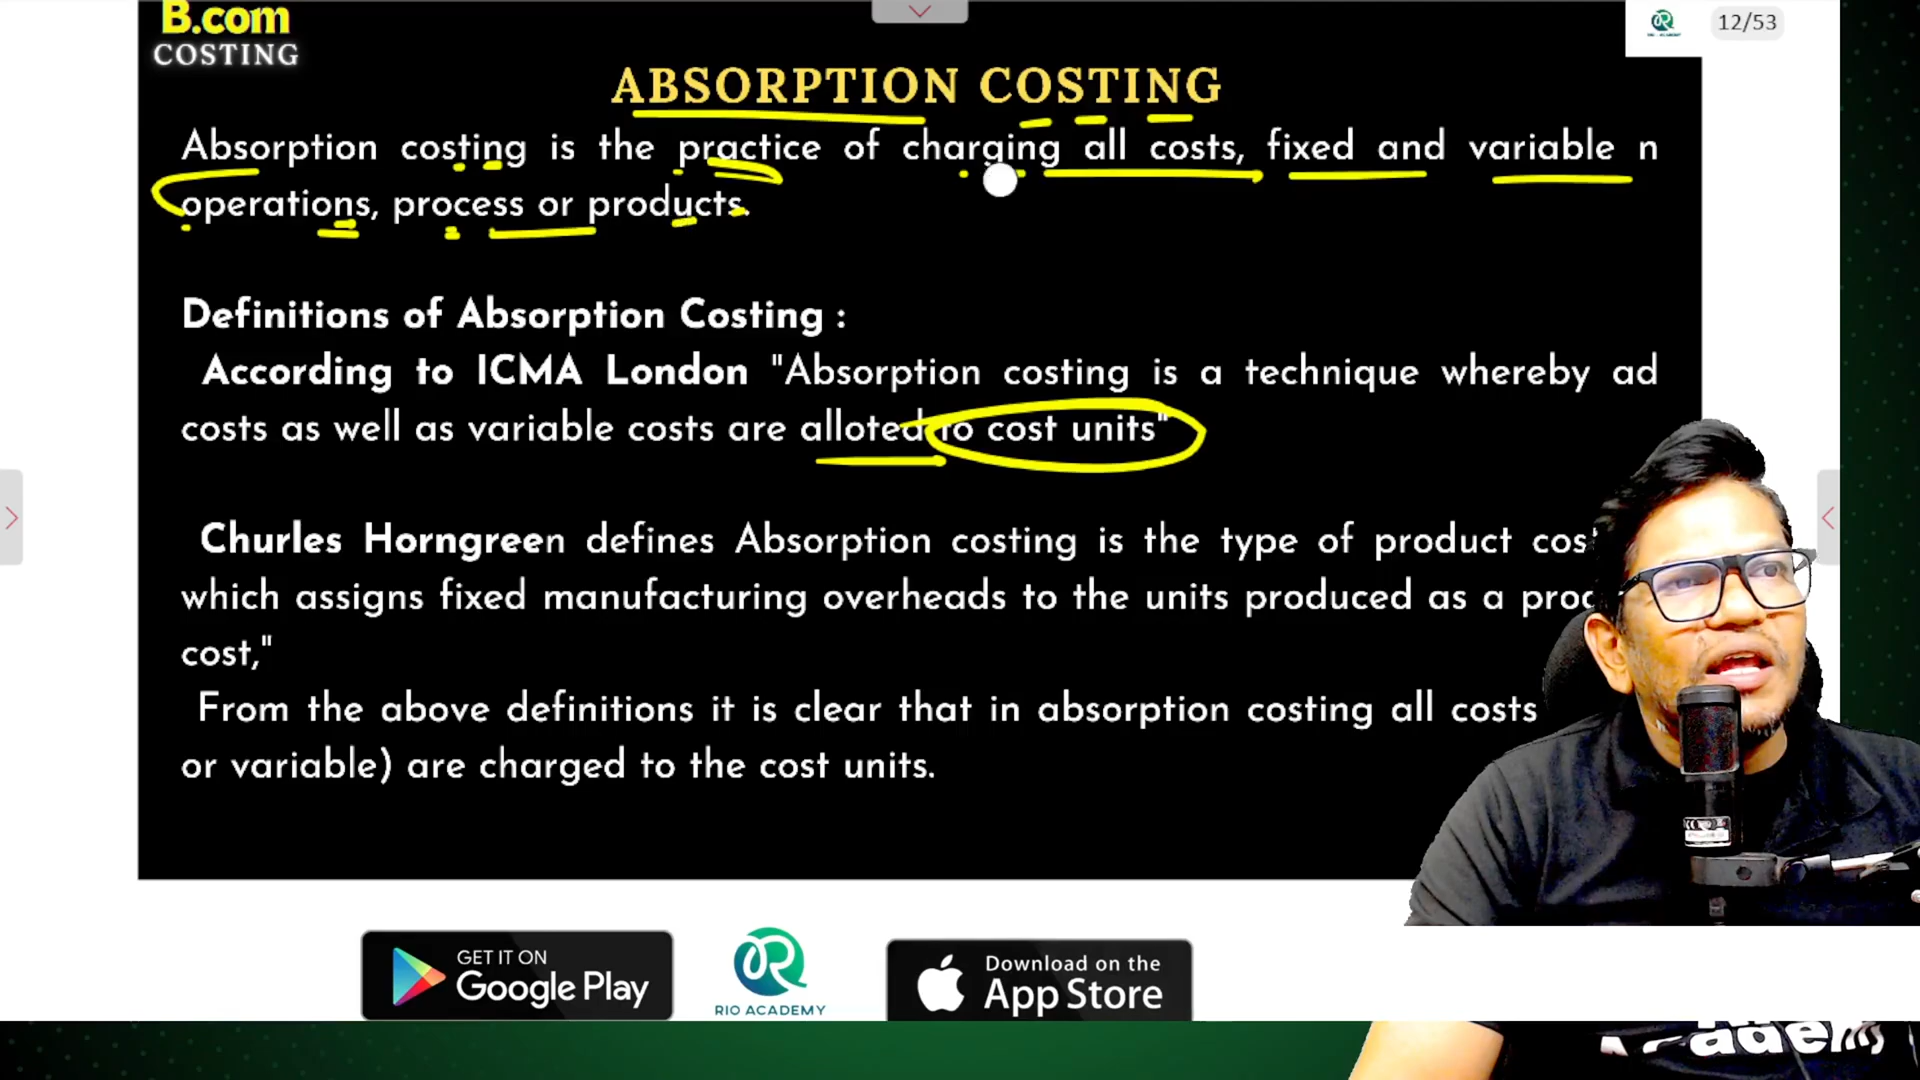 B.com
COSTING
12/53
ABSORPTION COSTING
Absorption costing is the practice of charging all costs, fixed and variable n
operations, process or products.
Definitions of Absorption Costing :
According to ICMA London "Absorption costing is a technique whereby ad
costs as well as variable costs are alloted to cost units"
Churles Horngreen defines Absorption costing is the type of product cos
which assigns fixed manufacturing overheads to the units produced as a pro
cost,"
From the above definitions it is clear that in absorption costing all costs
or variable) are charged to the cost units.
GET IT ON
Google Play
RIO ACADEMY
Download on the
App Store